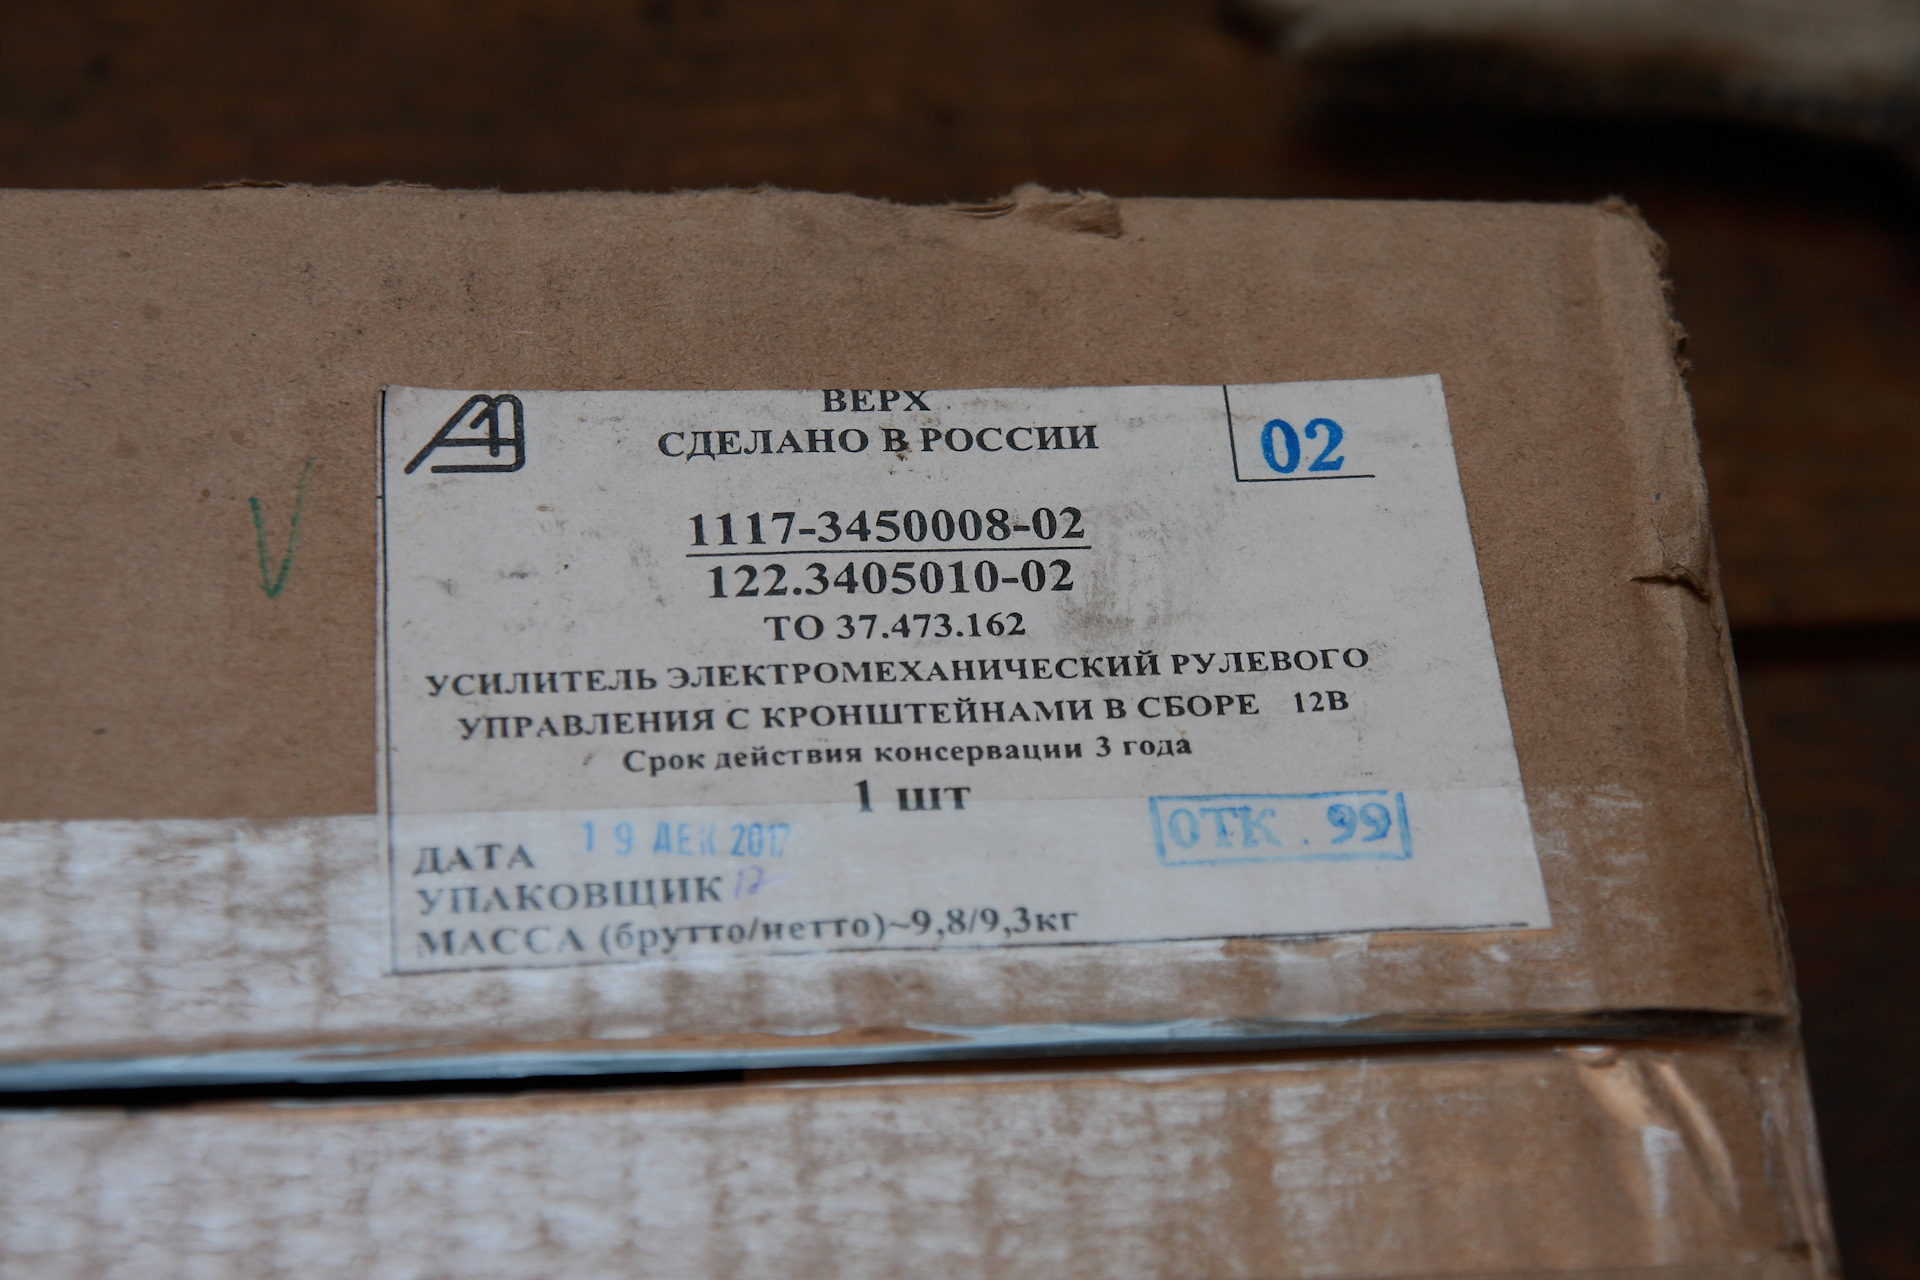 ВЕРХ
СДЕЛАНО В РОССИИ
02
1117-3450008-02
122.3405010-02
ТО 37.473.162
УСИЛИТЕЛЬ ЭЛЕКТРОМЕХАНИЧЕСКИЙ РУЛЕВОГО
УПРАВЛЕНИЯ С КРОНШТЕЙНАМИ В СБОРЕ 12В
Срок действия консервации 3 года
1 шт
ОТК . 99
ДАТА 19 ДЕК 2017
УПАКОВЩИК 12
МАССА (брутто/нетто)~9,8/9,3кг